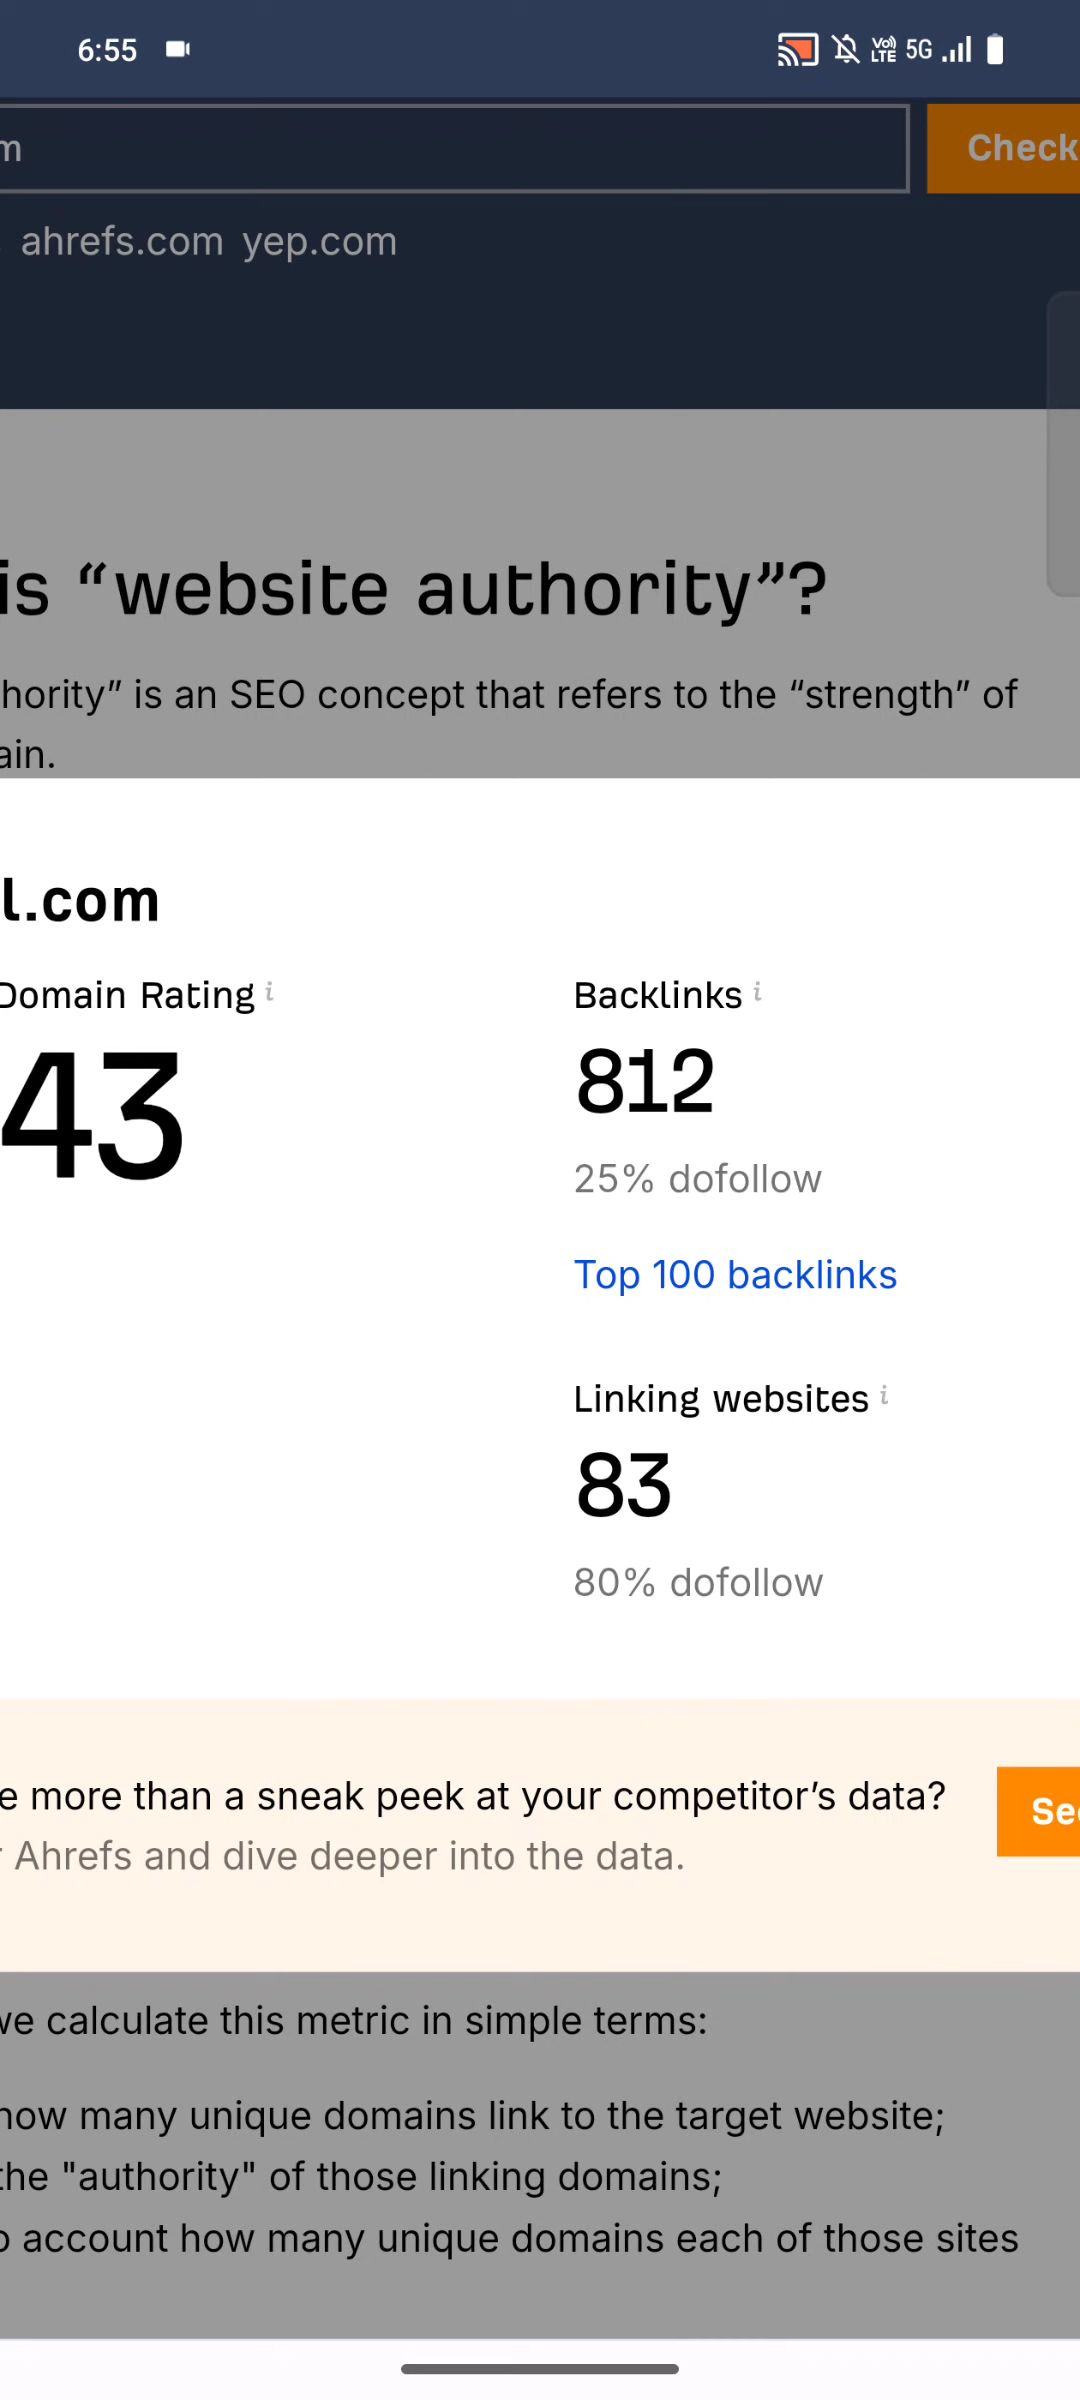 6:55
Vo) LTE 5G
m
Check
ahrefs.com yep.com
is “website authority”?
hority” is an SEO concept that refers to the “strength” of
ain.
l.com
Domain Rating i
43
Backlinks i
812
25% dofollow
Top 100 backlinks
Linking websites i
83
80% dofollow
e more than a sneak peek at your competitor’s data?
r Ahrefs and dive deeper into the data.
See
we calculate this metric in simple terms:
how many unique domains link to the target website;
the "authority" of those linking domains;
o account how many unique domains each of those sites